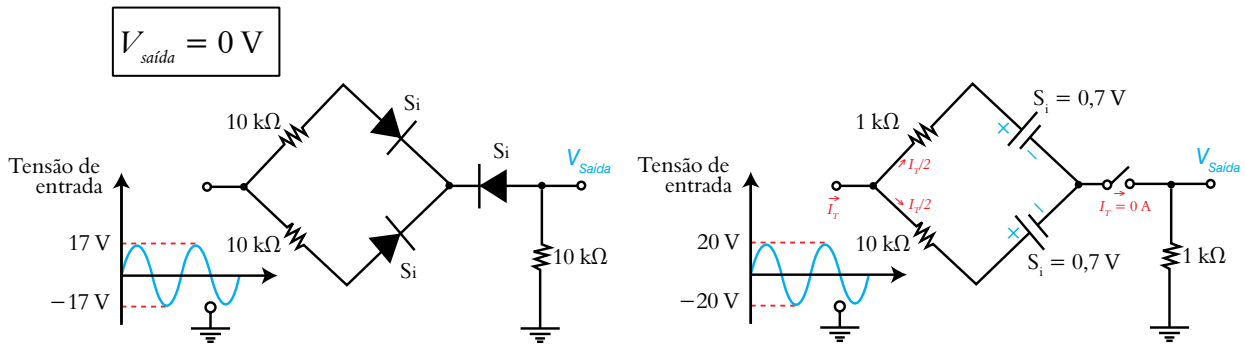 V_saída = 0 V
10 kΩ
Si
Si
V_Saída
Tensão de
entrada
17 V
−17 V
10 kΩ
Si
10 kΩ
S_i = 0,7 V
1 kΩ
+
−
V_Saída
Tensão de
entrada
I_T/2
I_T
I_T/2
I_T = 0 A
20 V
−20 V
10 kΩ
+
−
S_i = 0,7 V
1 kΩ